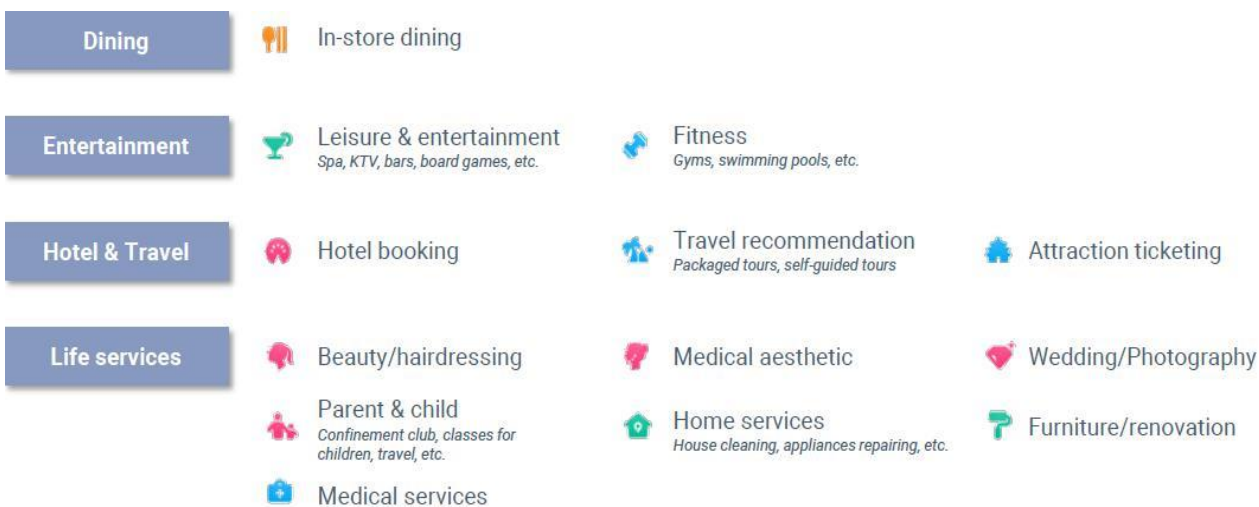 Dining
In-store dining
Entertainment
Leisure & entertainment
Spa, KTV, bars, board games, etc.
Fitness
Gyms, swimming pools, etc.
Hotel & Travel
Hotel booking
Travel recommendation
Packaged tours, self-guided tours
Attraction ticketing
Life services
Beauty/hairdressing
Medical aesthetic
Wedding/Photography
Parent & child
Confinement club, classes for
children, travel, etc.
Home services
House cleaning, appliances repairing, etc.
Furniture/renovation
Medical services